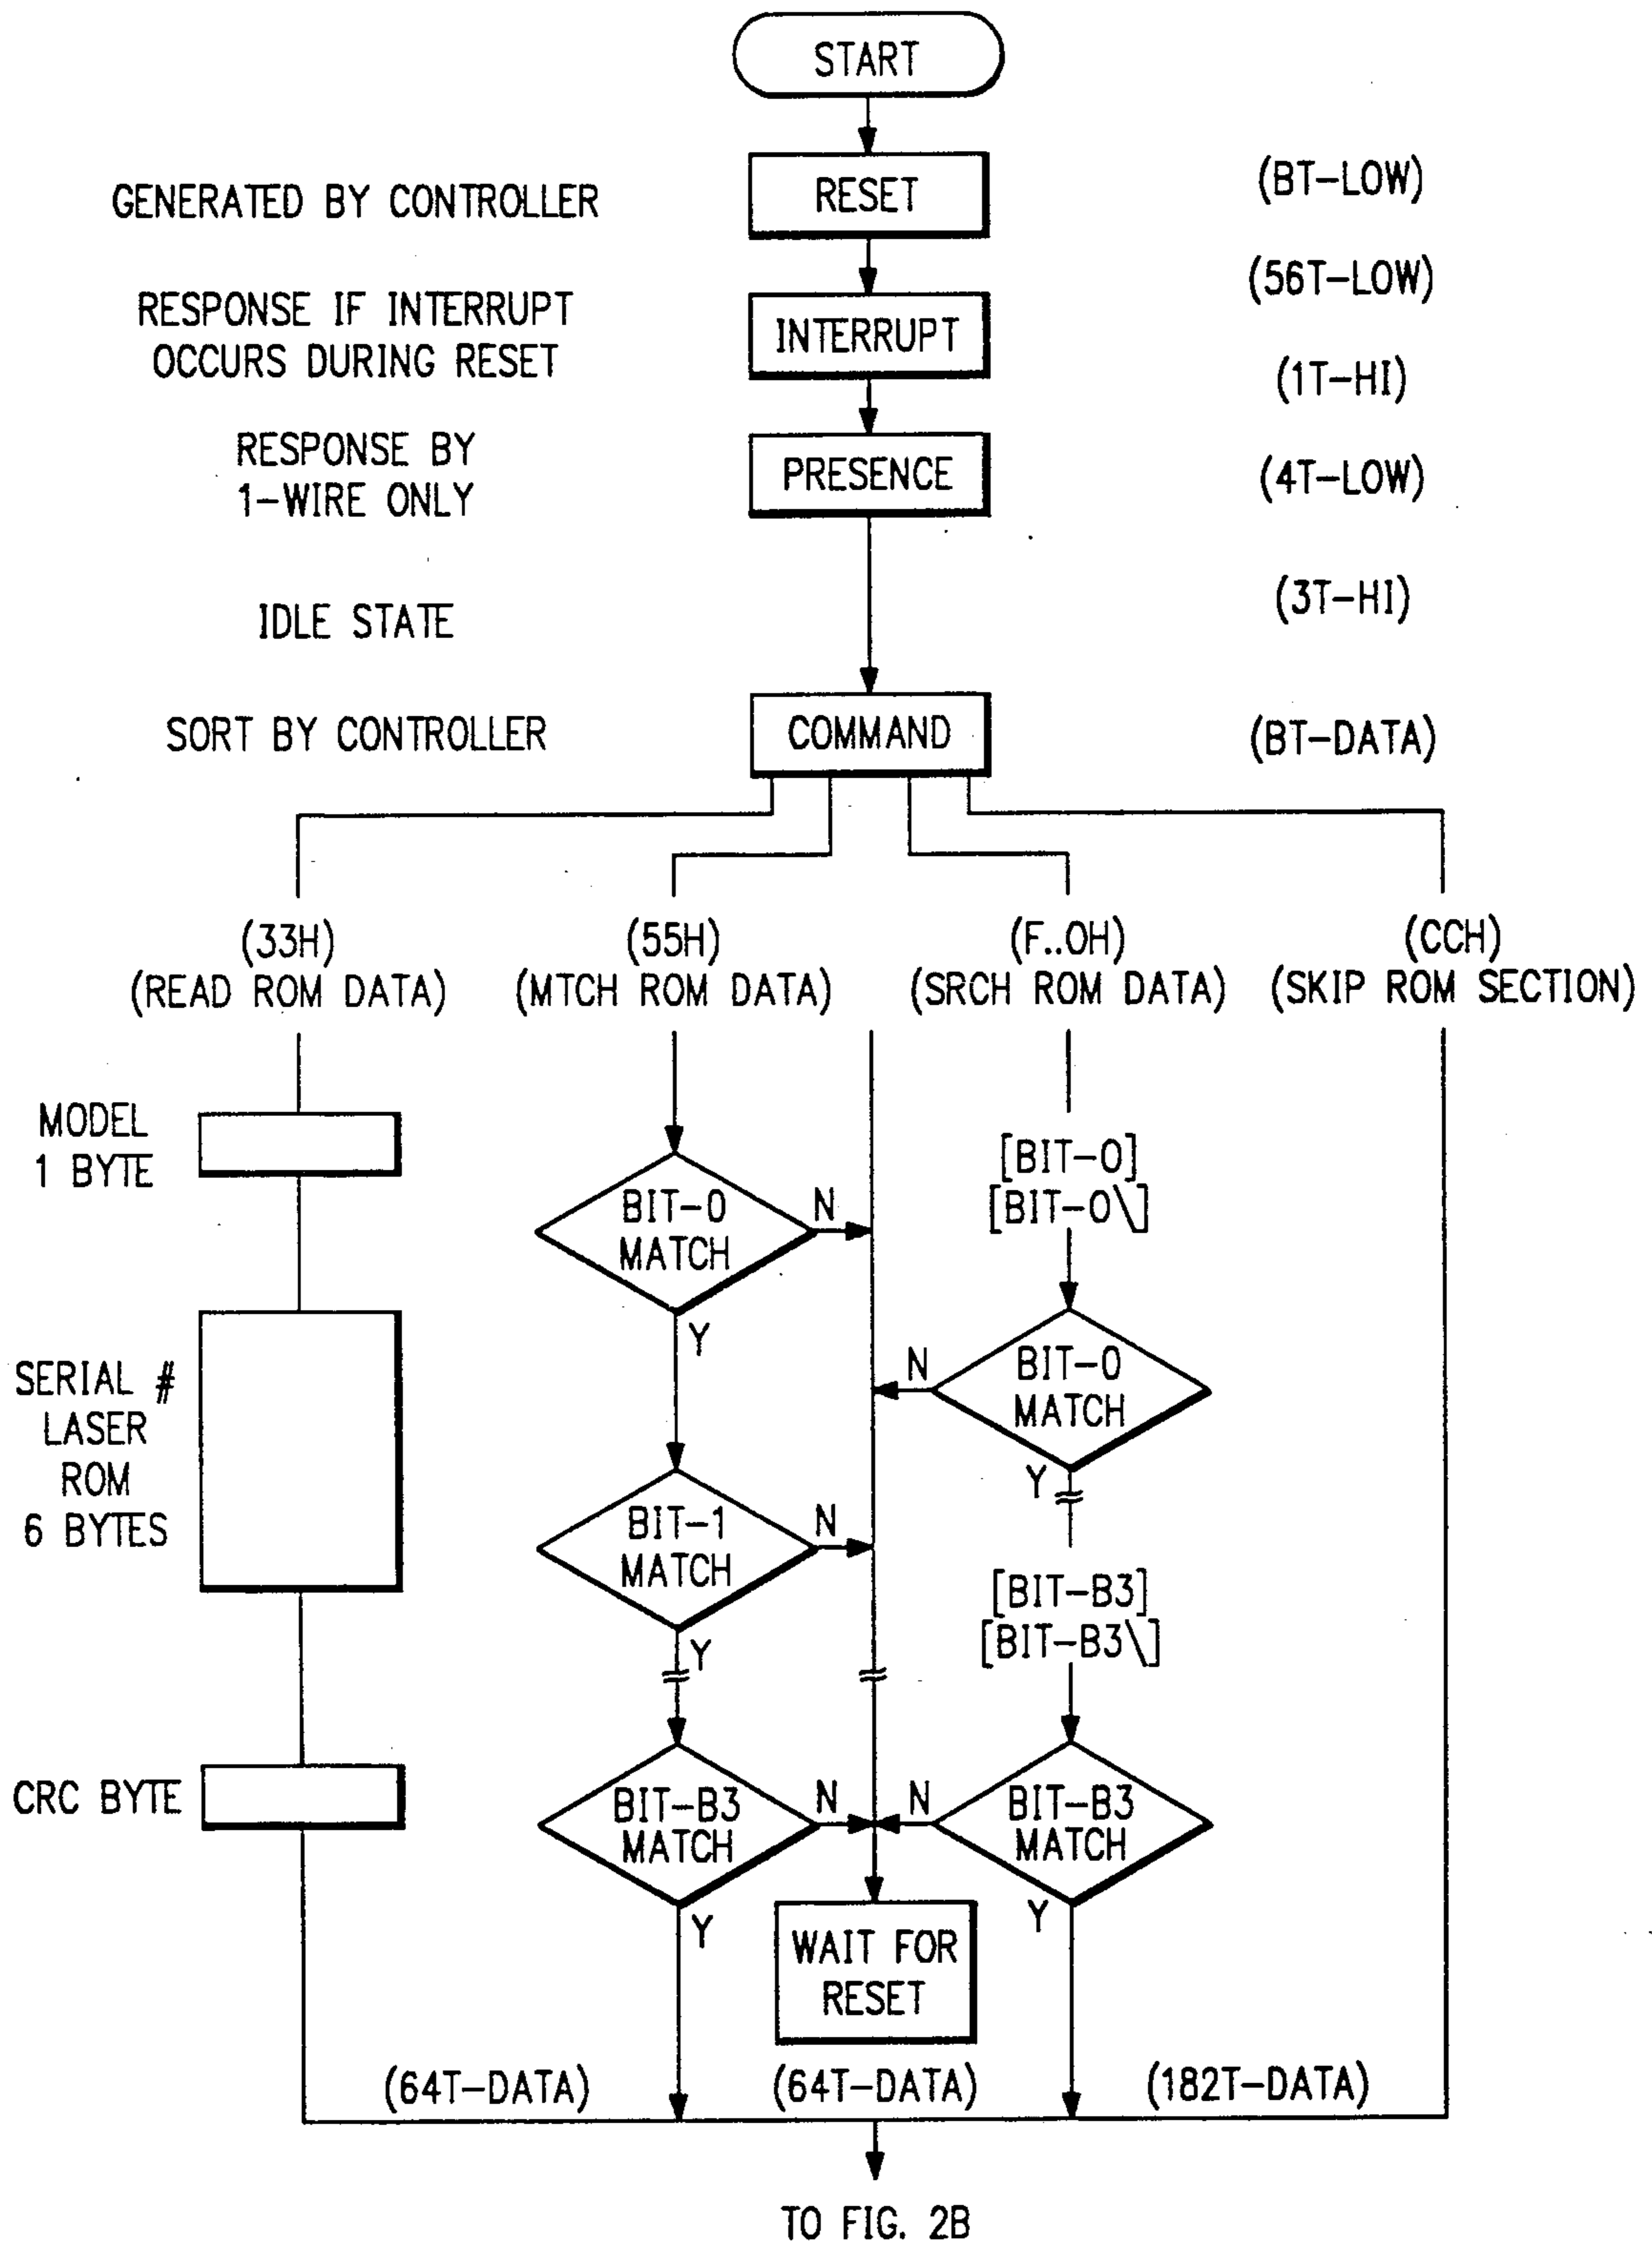 START
GENERATED BY CONTROLLER
RESET
(BT-LOW)
(56T-LOW)
RESPONSE IF INTERRUPT
OCCURS DURING RESET
INTERRUPT
(1T-HI)
RESPONSE BY
1-WIRE ONLY
PRESENCE
(4T-LOW)
IDLE STATE
(3T-HI)
SORT BY CONTROLLER
COMMAND
(BT-DATA)
(33H)
(READ ROM DATA)
(55H)
(MTCH ROM DATA)
(F..0H)
(SRCH ROM DATA)
(CCH)
(SKIP ROM SECTION)
MODEL
1 BYTE
BIT-0
MATCH
N
Y
[BIT-0]
[BIT-0\]
SERIAL #
LASER
ROM
6 BYTES
N
BIT-0
MATCH
Y
BIT-1
MATCH
N
Y
[BIT-B3]
[BIT-B3\]
CRC BYTE
BIT-B3
MATCH
N
Y
N
BIT-B3
MATCH
Y
WAIT FOR
RESET
(64T-DATA)
(64T-DATA)
(182T-DATA)
TO FIG. 2B